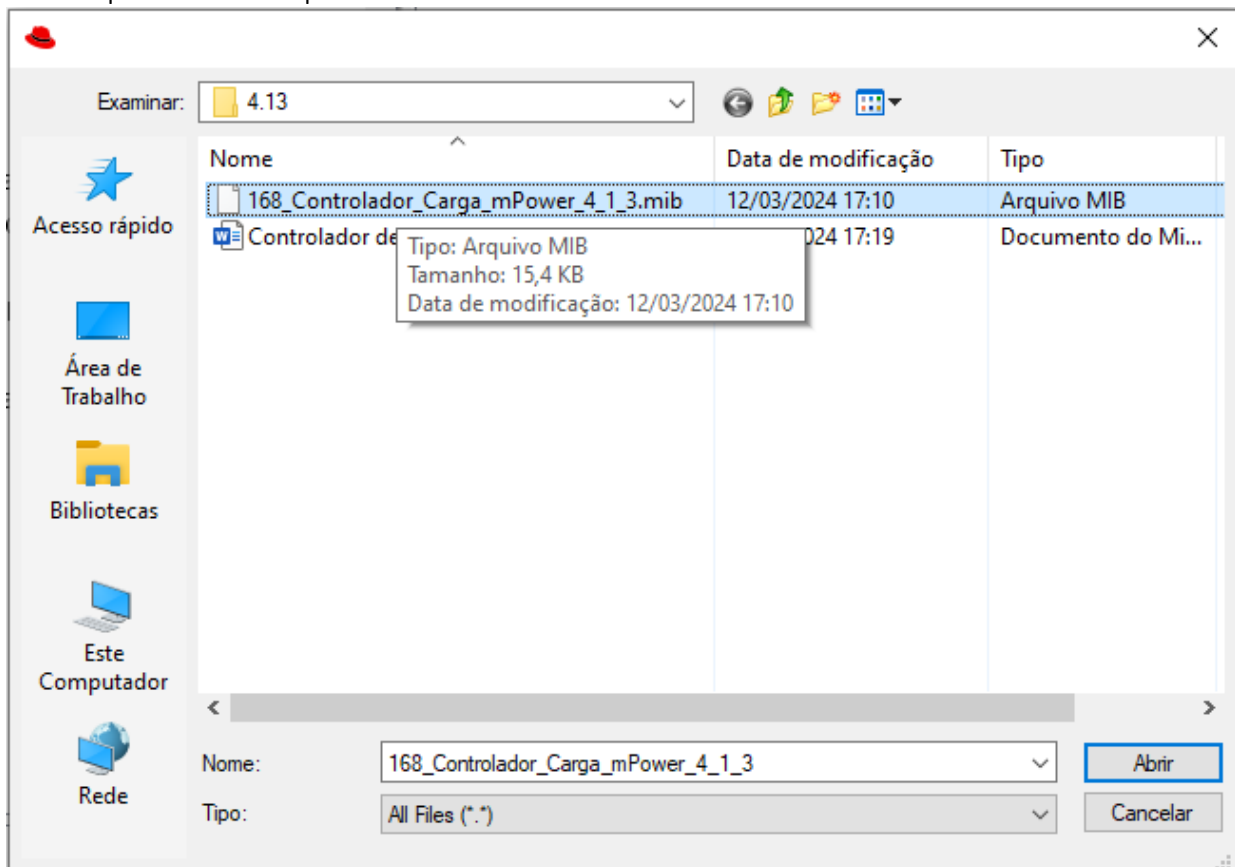 Examinar:
4.13
Nome
Data de modificação
Tipo
168_Controlador_Carga_mPower_4_1_3.mib
12/03/2024 17:10
Arquivo MIB
Controlador de
024 17:19
Documento do Mi...
Tipo: Arquivo MIB
Tamanho: 15,4 KB
Data de modificação: 12/03/2024 17:10
Acesso rápido
Área de
Trabalho
Bibliotecas
Este
Computador
Rede
Nome:
168_Controlador_Carga_mPower_4_1_3
Abrir
Tipo:
All Files (*.*)
Cancelar